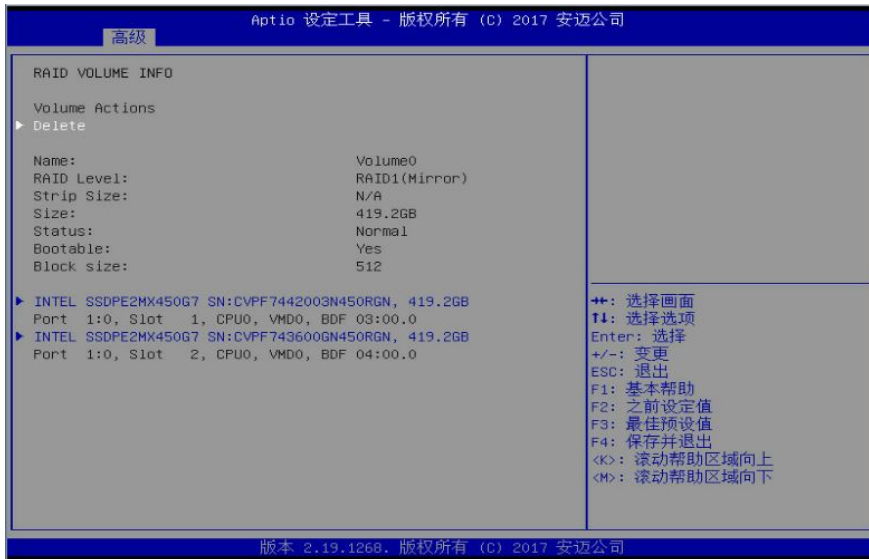 Aptio 设定工具 - 版权所有 (C) 2017 安迈公司
高级
RAID VOLUME INFO
Volume Actions
Delete
Name: Volume0
RAID Level: RAID1(Mirror)
Strip Size: N/A
Size: 419.2GB
Status: Normal
Bootable: Yes
Block size: 512
INTEL SSDPE2MX450G7 SN:CVPF7442003N450RGN, 419.2GB
Port 1:0, Slot 1, CPU0, VMD0, BDF 03:00.0
INTEL SSDPE2MX450G7 SN:CVPF743600GN450RGN, 419.2GB
Port 1:0, Slot 2, CPU0, VMD0, BDF 04:00.0
→←: 选择画面
↑↓: 选择选项
Enter: 选择
+/-: 变更
ESC: 退出
F1: 基本帮助
F2: 之前设定值
F3: 最佳预设值
F4: 保存并退出
<K>: 滚动帮助区域向上
<M>: 滚动帮助区域向下
版本 2.19.1268. 版权所有 (C) 2017 安迈公司